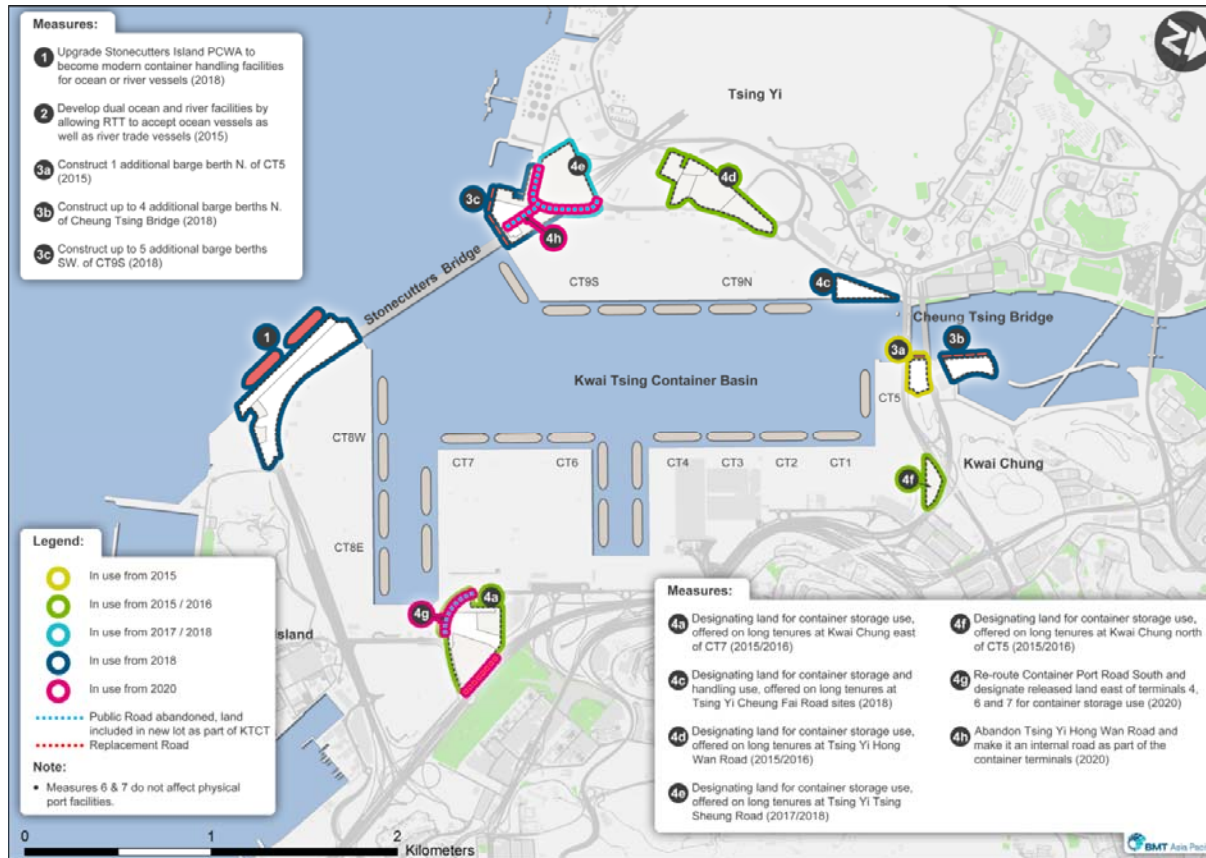 Measures:
1 Upgrade Stonecutters Island PCWA to
become modern container handling facilities
for ocean or river vessels (2018)
2 Develop dual ocean and river facilities by
allowing RTT to accept ocean vessels as
well as river trade vessels (2015)
3a Construct 1 additional barge berth N. of CT5
(2015)
3b Construct up to 4 additional barge berths N.
of Cheung Tsing Bridge (2018)
3c Construct up to 5 additional barge berths
SW. of CT9S (2018)
N
Tsing Yi
4e
4d
3c
4h
Stonecutters Bridge
CT9S
CT9N
4c
Cheung Tsing Bridge
1
3a
3b
Kwai Tsing Container Basin
CT5
CT8W
CT7
CT6
CT4
CT3
CT2
CT1
Kwai Chung
4f
CT8E
4g
4a
Island
Legend:
In use from 2015
In use from 2015 / 2016
In use from 2017 / 2018
In use from 2018
In use from 2020
Public Road abandoned, land
included in new lot as part of KTCT
Replacement Road
Note:
• Measures 6 & 7 do not affect physical
port facilities.
0 1 2
Kilometers
Measures:
4a Designating land for container storage use,
offered on long tenures at Kwai Chung east
of CT7 (2015/2016)
4c Designating land for container storage and
handling use, offered on long tenures at
Tsing Yi Cheung Fai Road sites (2018)
4d Designating land for container storage use,
offered on long tenures at Tsing Yi Hong
Wan Road (2015/2016)
4e Designating land for container storage use,
offered on long tenures at Tsing Yi Tsing
Sheung Road (2017/2018)
4f Designating land for container storage use,
offered on long tenures at Kwai Chung north
of CT5 (2015/2016)
4g Re-route Container Port Road South and
designate released land east of terminals 4,
6 and 7 for container storage use (2020)
4h Abandon Tsing Yi Hong Wan Road and
make it an internal road as part of the
container terminals (2020)
BMT Asia Paci